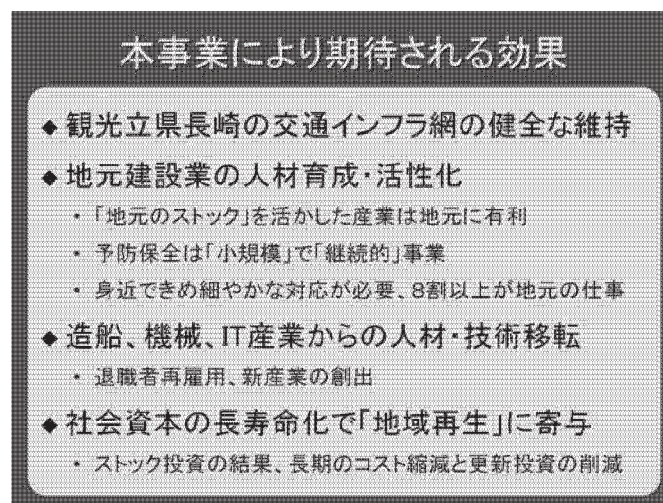 本事業により期待される効果
◆観光立県長崎の交通インフラ網の健全な維持
◆地元建設業の人材育成・活性化
・「地元のストック」を活かした産業は地元に有利
・予防保全は「小規模」で「継続的」事業
・身近できめ細やかな対応が必要、8割以上が地元の仕事
◆造船、機械、IT産業からの人材・技術移転
・退職者再雇用、新産業の創出
◆社会資本の長寿命化で「地域再生」に寄与
・ストック投資の結果、長期のコスト縮減と更新投資の削減